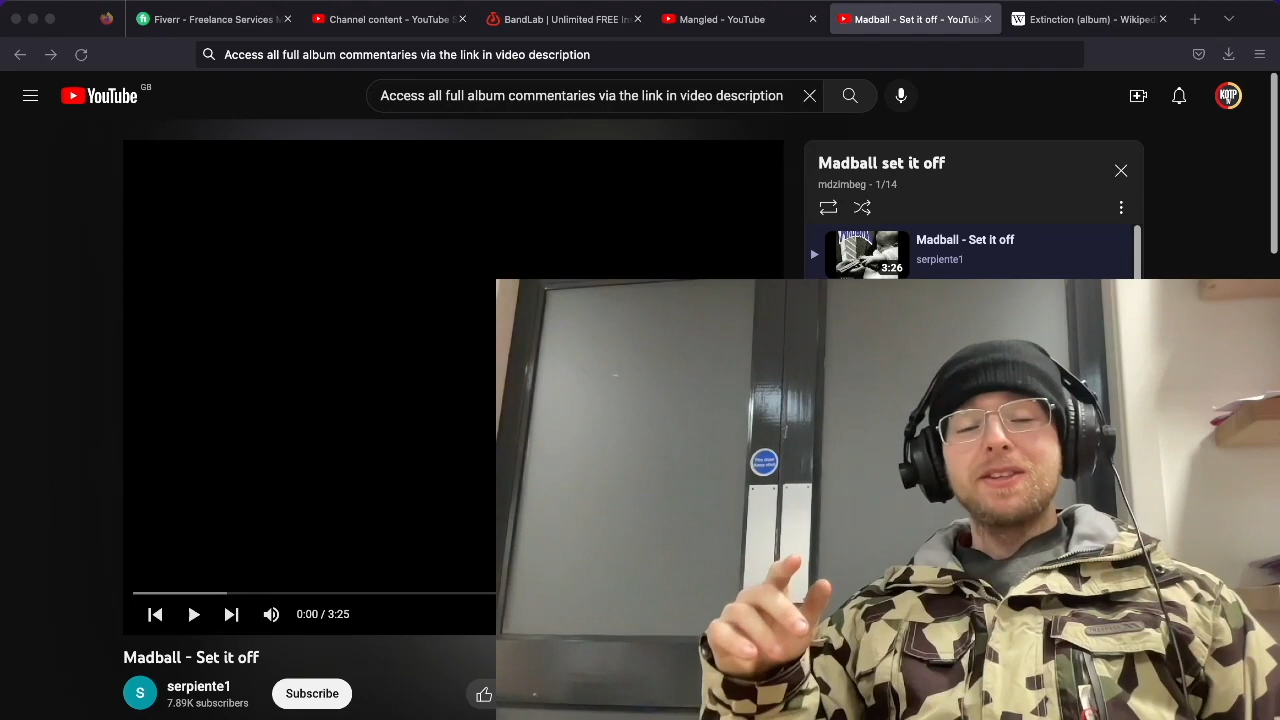 Fiverr - Freelance Services M
Channel content - YouTube S
BandLab | Unlimited FREE In
Mangled - YouTube
Madball - Set it off - YouTube
Extinction (album) - Wikiped
Access all full album commentaries via the link in video description
YouTube GB
Access all full album commentaries via the link in video description
KOTP
Madball set it off
mdzimbeg - 1/14
Madball - Set it off
serpiente1
3:26
0:00 / 3:25
Madball - Set it off
S
serpiente1
7.89K subscribers
Subscribe